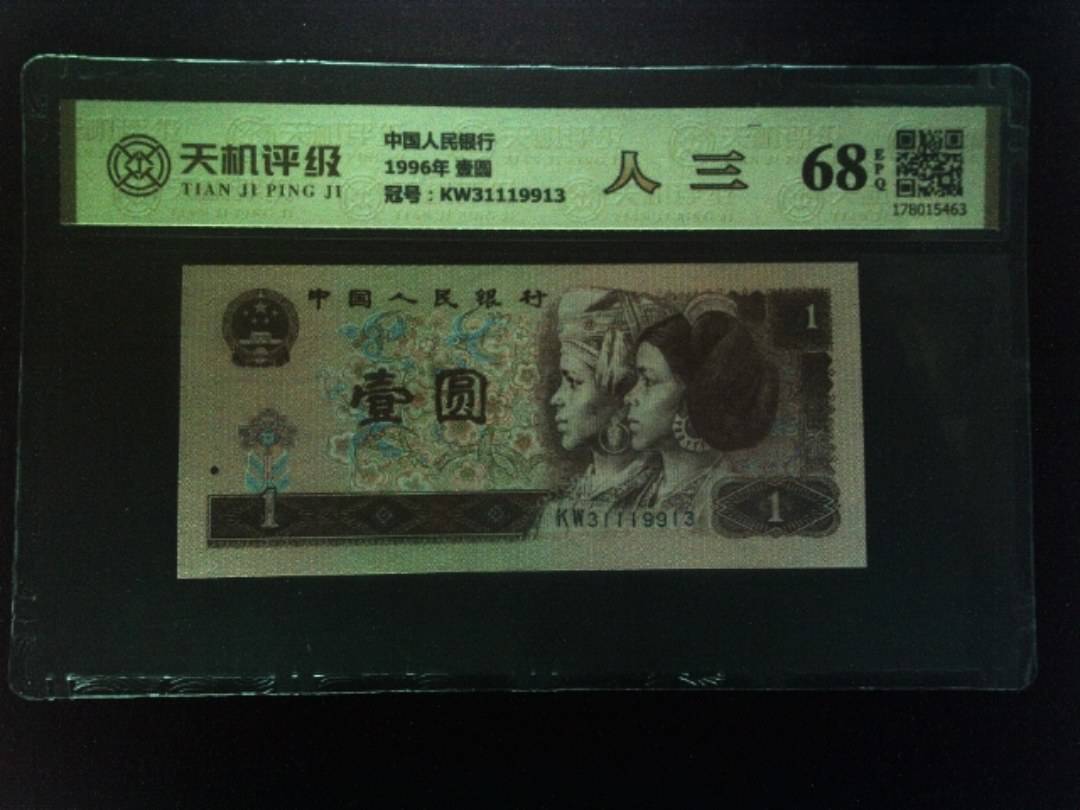 天机评级
TIAN JI PING JI
中国人民银行
1996年 壹圆
冠号：KW31119913
人 三
68
EPQ
178015463
中国人民银行
1
壹圆
1
KW31119913
1